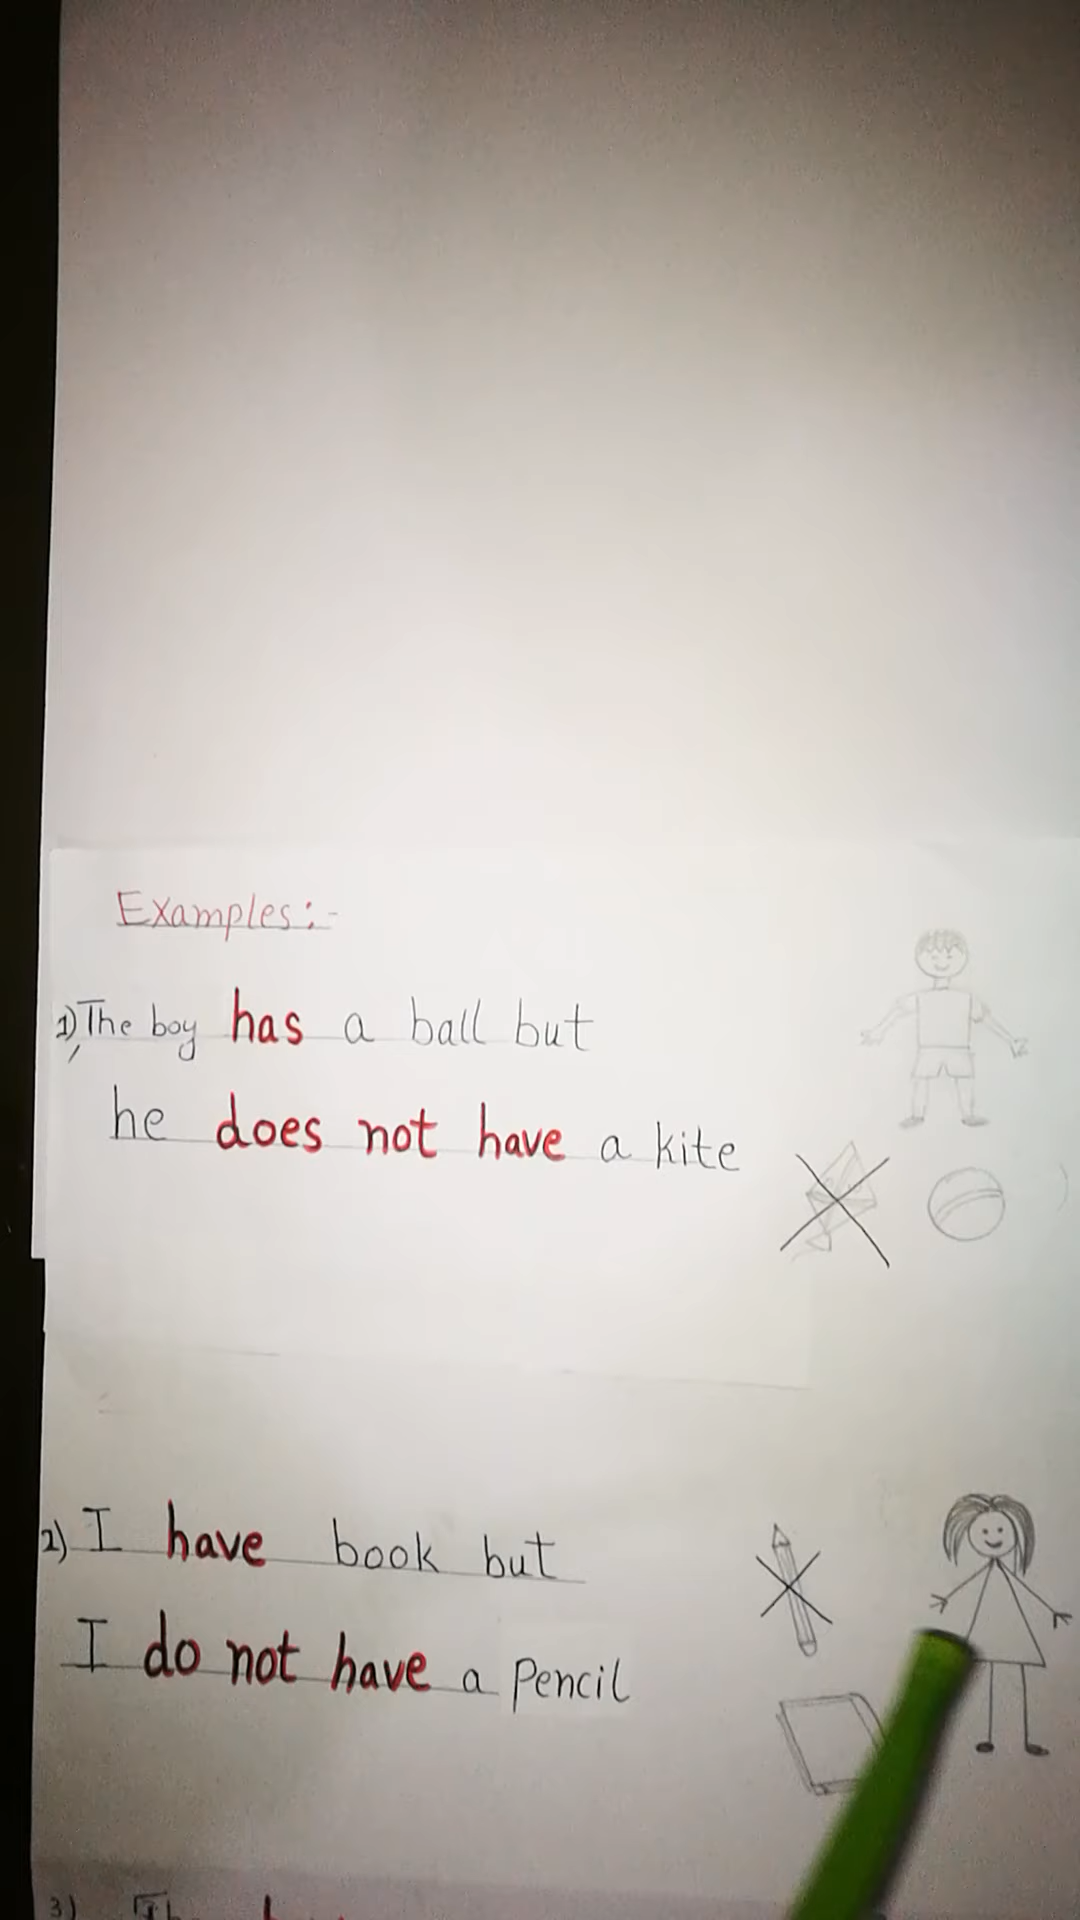 Examples:-
1) The boy has a ball but
he does not have a kite
2) I have book but
I do not have a pencil
3)